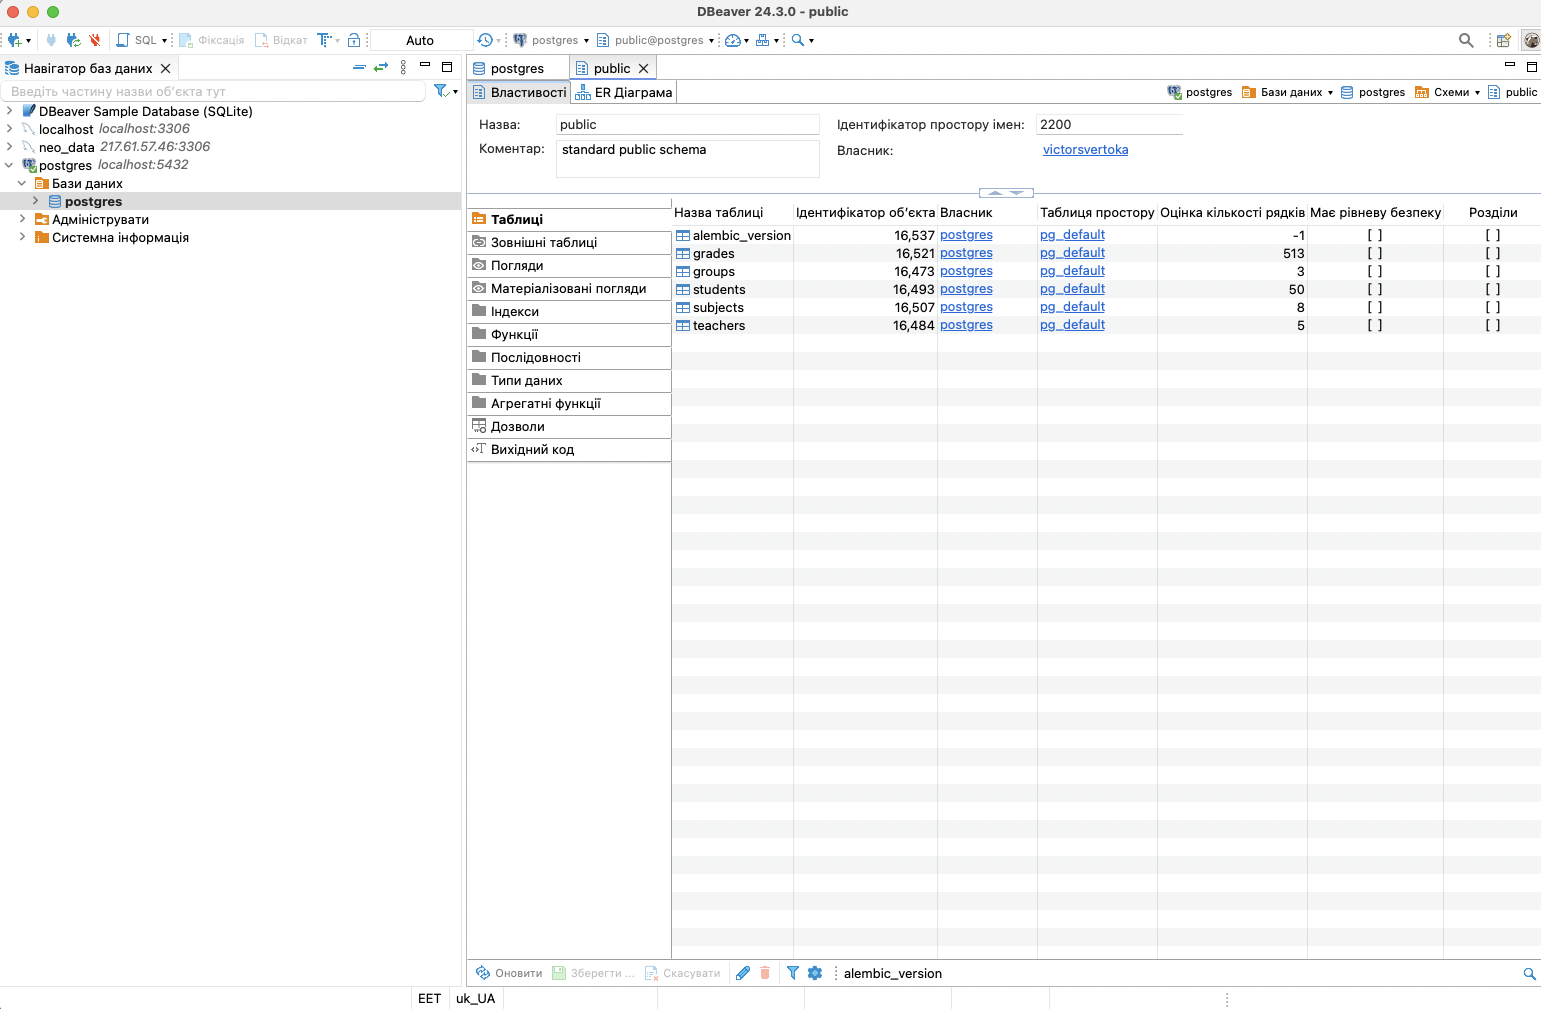 DBeaver 24.3.0 - public
SQL
Фіксація
Відкат
Auto
postgres
public@postgres
Навігатор баз даних
postgres
public
Введіть частину назви об'єкта тут
Властивості
ER Діаграма
postgres
Бази даних
postgres
Схеми
public
DBeaver Sample Database (SQLite)
localhost localhost:3306
neo_data 217.61.57.46:3306
postgres localhost:5432
Бази даних
postgres
Адмініструвати
Системна інформація
Назва: public
Ідентифікатор простору імен: 2200
Коментар: standard public schema
Власник: victorsvertoka
Таблиці
Зовнішні таблиці
Погляди
Матеріалізовані погляди
Індекси
Функції
Послідовності
Типи даних
Агрегатні функції
Дозволи
Вихідний код
Назва таблиці Ідентифікатор об'єкта Власник Таблиця простору Оцінка кількості рядків Має рівневу безпеку Розділи
alembic_version 16,537 postgres pg_default -1 [ ] [ ]
grades 16,521 postgres pg_default 513 [ ] [ ]
groups 16,473 postgres pg_default 3 [ ] [ ]
students 16,493 postgres pg_default 50 [ ] [ ]
subjects 16,507 postgres pg_default 8 [ ] [ ]
teachers 16,484 postgres pg_default 5 [ ] [ ]
Оновити
Зберегти ...
Скасувати
alembic_version
EET
uk_UA